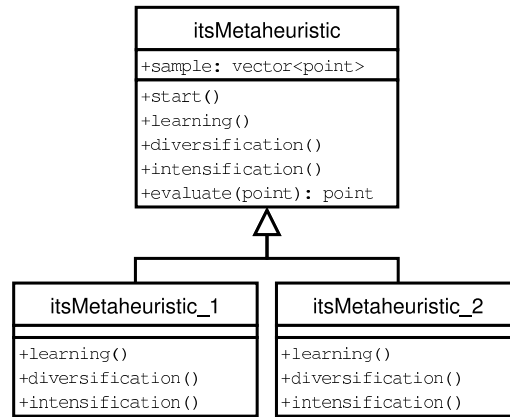 itsMetaheuristic
+sample: vector<point>
+start()
+learning()
+diversification()
+intensification()
+evaluate(point): point
itsMetaheuristic_1
+learning()
+diversification()
+intensification()
itsMetaheuristic_2
+learning()
+diversification()
+intensification()